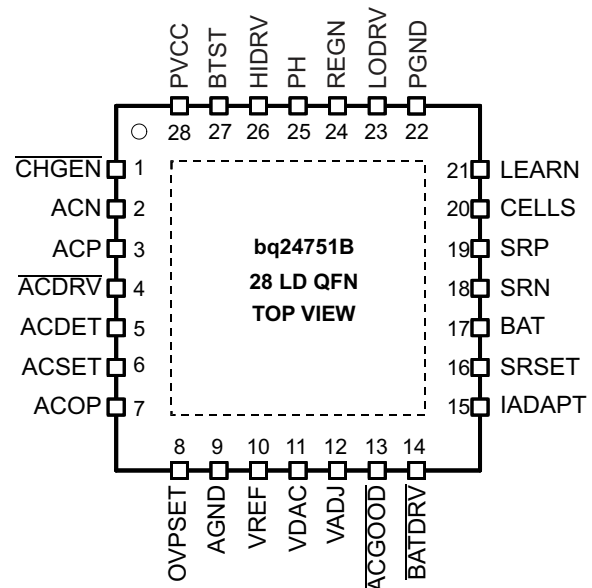 PVCC BTST HIDRV PH REGN LODRV PGND
28 27 26 25 24 23 22
CHGEN 1
ACN 2
ACP 3
ACDRV 4
ACDET 5
ACSET 6
ACOP 7
bq24751B
28 LD QFN
TOP VIEW
21 LEARN
20 CELLS
19 SRP
18 SRN
17 BAT
16 SRSET
15 IADAPT
8 9 10 11 12 13 14
OVPSET AGND VREF VDAC VADJ ACGOOD BATDRV